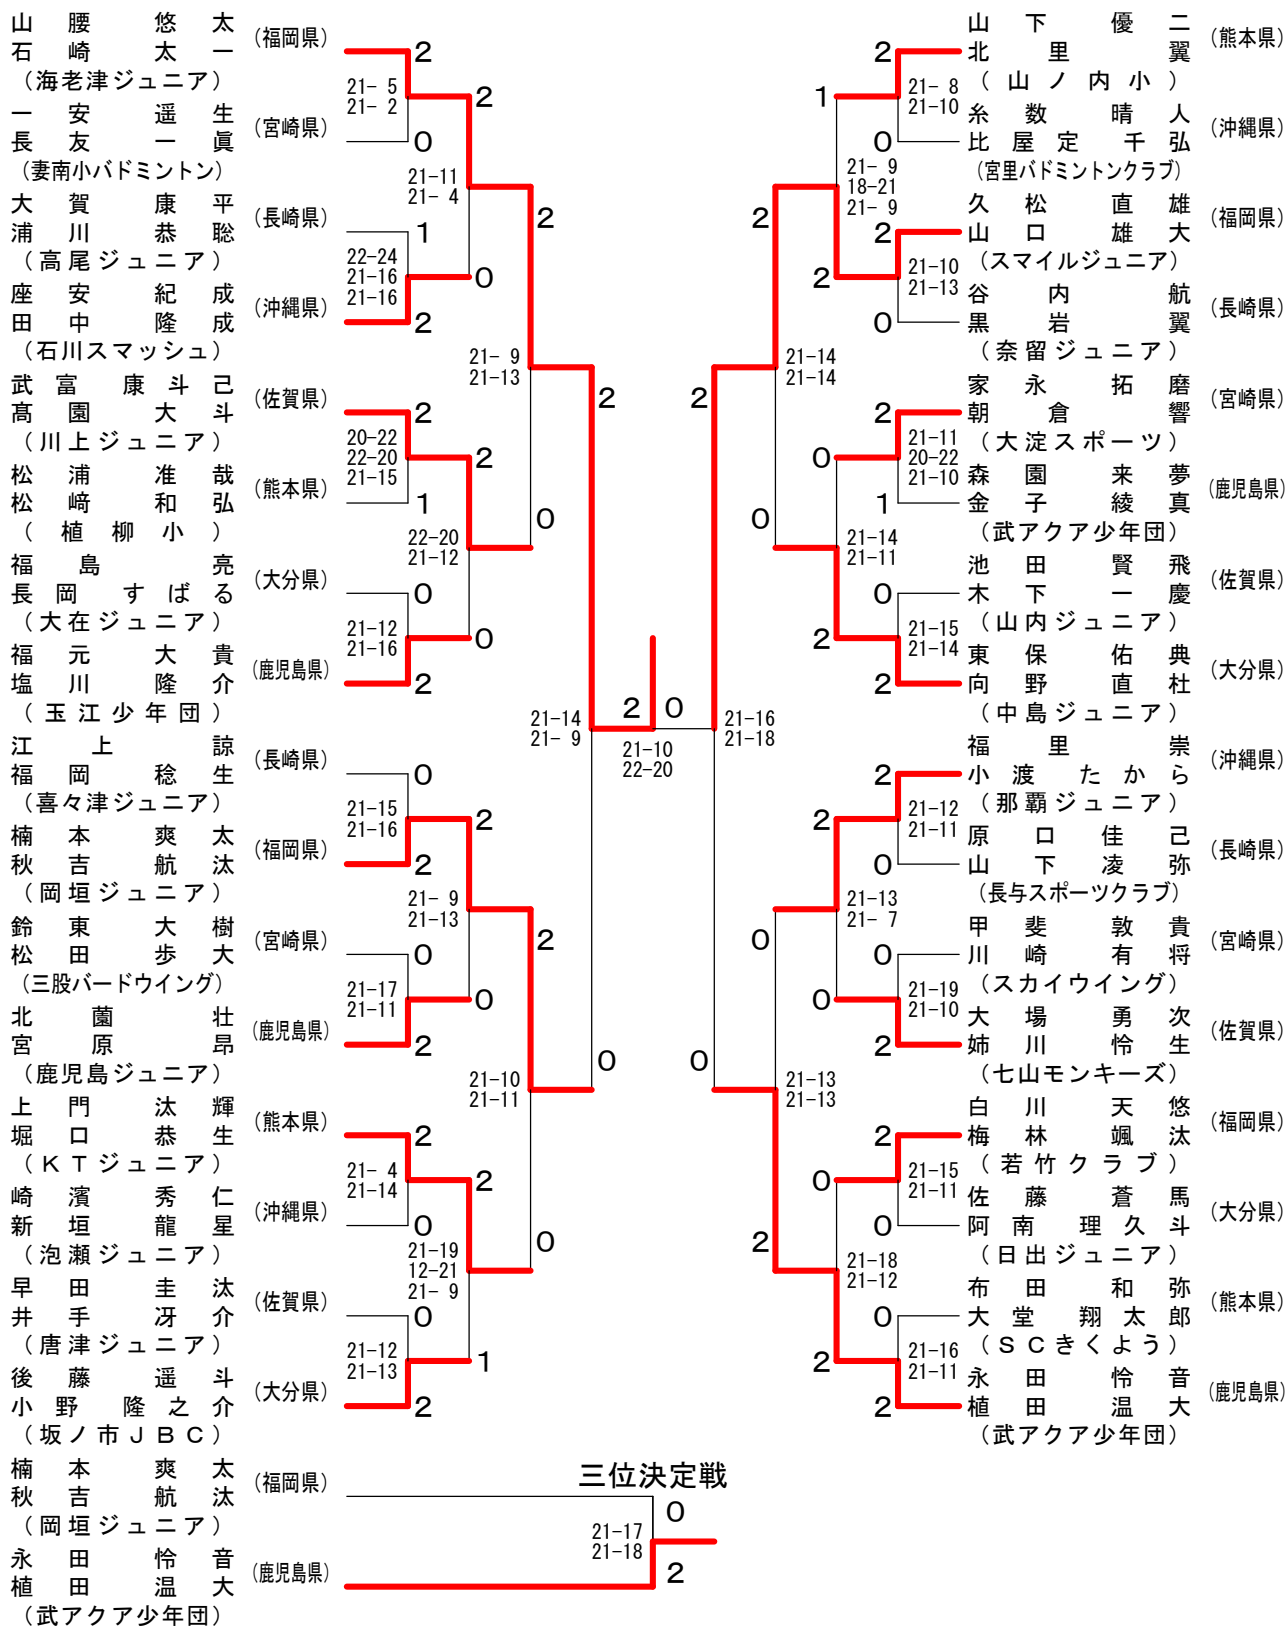 山腰悠太
石崎太一
(海老津ジュニア)
(福岡県)
2
21- 5
21- 2
一安遥生
長友一眞
(妻南小バドミントン)
(宮崎県)
0
2
21-11
21- 4
大賀康平
浦川恭聡
(高尾ジュニア)
(長崎県)
1
22-24
21-16
21-16
座安紀成
田中隆成
(石川スマッシュ)
(沖縄県)
2
0
2
21- 9
21-13
武富康斗己
髙園大斗
(川上ジュニア)
(佐賀県)
2
20-22
22-20
21-15
松浦准哉
松﨑和弘
(植柳小)
(熊本県)
1
2
22-20
21-12
福島亮
長岡すばる
(大在ジュニア)
(大分県)
0
21-12
21-16
福元大貴
塩川隆介
(玉江少年団)
(鹿児島県)
2
0
0
2
21-14
21- 9
江上諒
福岡稔生
(喜々津ジュニア)
(長崎県)
0
21-15
21-16
楠本爽太
秋吉航汰
(岡垣ジュニア)
(福岡県)
2
2
21- 9
21-13
鈴東大樹
松田歩大
(三股バードウイング)
(宮崎県)
0
21-17
21-11
北薗壮
宮原昂
(鹿児島ジュニア)
(鹿児島県)
2
0
2
21-10
21-11
上門汰輝
堀口恭生
(KTジュニア)
(熊本県)
2
21- 4
21-14
崎濱秀仁
新垣龍星
(泡瀬ジュニア)
(沖縄県)
0
2
21-19
12-21
21- 9
早田圭汰
井手冴介
(唐津ジュニア)
(佐賀県)
0
21-12
21-13
後藤遥斗
小野隆之介
(坂ノ市JBC)
(大分県)
2
1
0
0
2 0
21-10
22-20
山下優二
北里翼
(山ノ内小)
(熊本県)
2
21- 8
21-10
糸数晴人
比屋定千弘
(宮里バドミントンクラブ)
(沖縄県)
0
1
21- 9
18-21
21- 9
久松直雄
山口雄大
(スマイルジュニア)
(福岡県)
2
21-10
21-13
谷内航
黒岩翼
(奈留ジュニア)
(長崎県)
0
2
2
21-14
21-14
家永拓磨
朝倉響
(大淀スポーツ)
(宮崎県)
2
21-11
20-22
21-10
森園来夢
金子綾真
(武アクア少年団)
(鹿児島県)
1
0
21-14
21-11
池田賢飛
木下一慶
(山内ジュニア)
(佐賀県)
0
21-15
21-14
東保佑典
向野直杜
(中島ジュニア)
(大分県)
2
2
0
2
21-16
21-18
福里崇
小渡たから
(那覇ジュニア)
(沖縄県)
2
21-12
21-11
原口佳己
山下凌弥
(長与スポーツクラブ)
(長崎県)
0
2
21-13
21- 7
甲斐敦貴
川崎有将
(スカイウイング)
(宮崎県)
0
21-19
21-10
大場勇次
姉川怜生
(七山モンキーズ)
(佐賀県)
2
0
0
21-13
21-13
白川天悠
梅林颯汰
(若竹クラブ)
(福岡県)
2
21-15
21-11
佐藤蒼馬
阿南理久斗
(日出ジュニア)
(大分県)
0
0
21-18
21-12
布田和弥
大堂翔太郎
(SCきくよう)
(熊本県)
0
21-16
21-11
永田怜音
植田温大
(武アクア少年団)
(鹿児島県)
2
2
2
0
三位決定戦
楠本爽太
秋吉航汰
(岡垣ジュニア)
(福岡県)
0
21-17
21-18
永田怜音
植田温大
(武アクア少年団)
(鹿児島県)
2